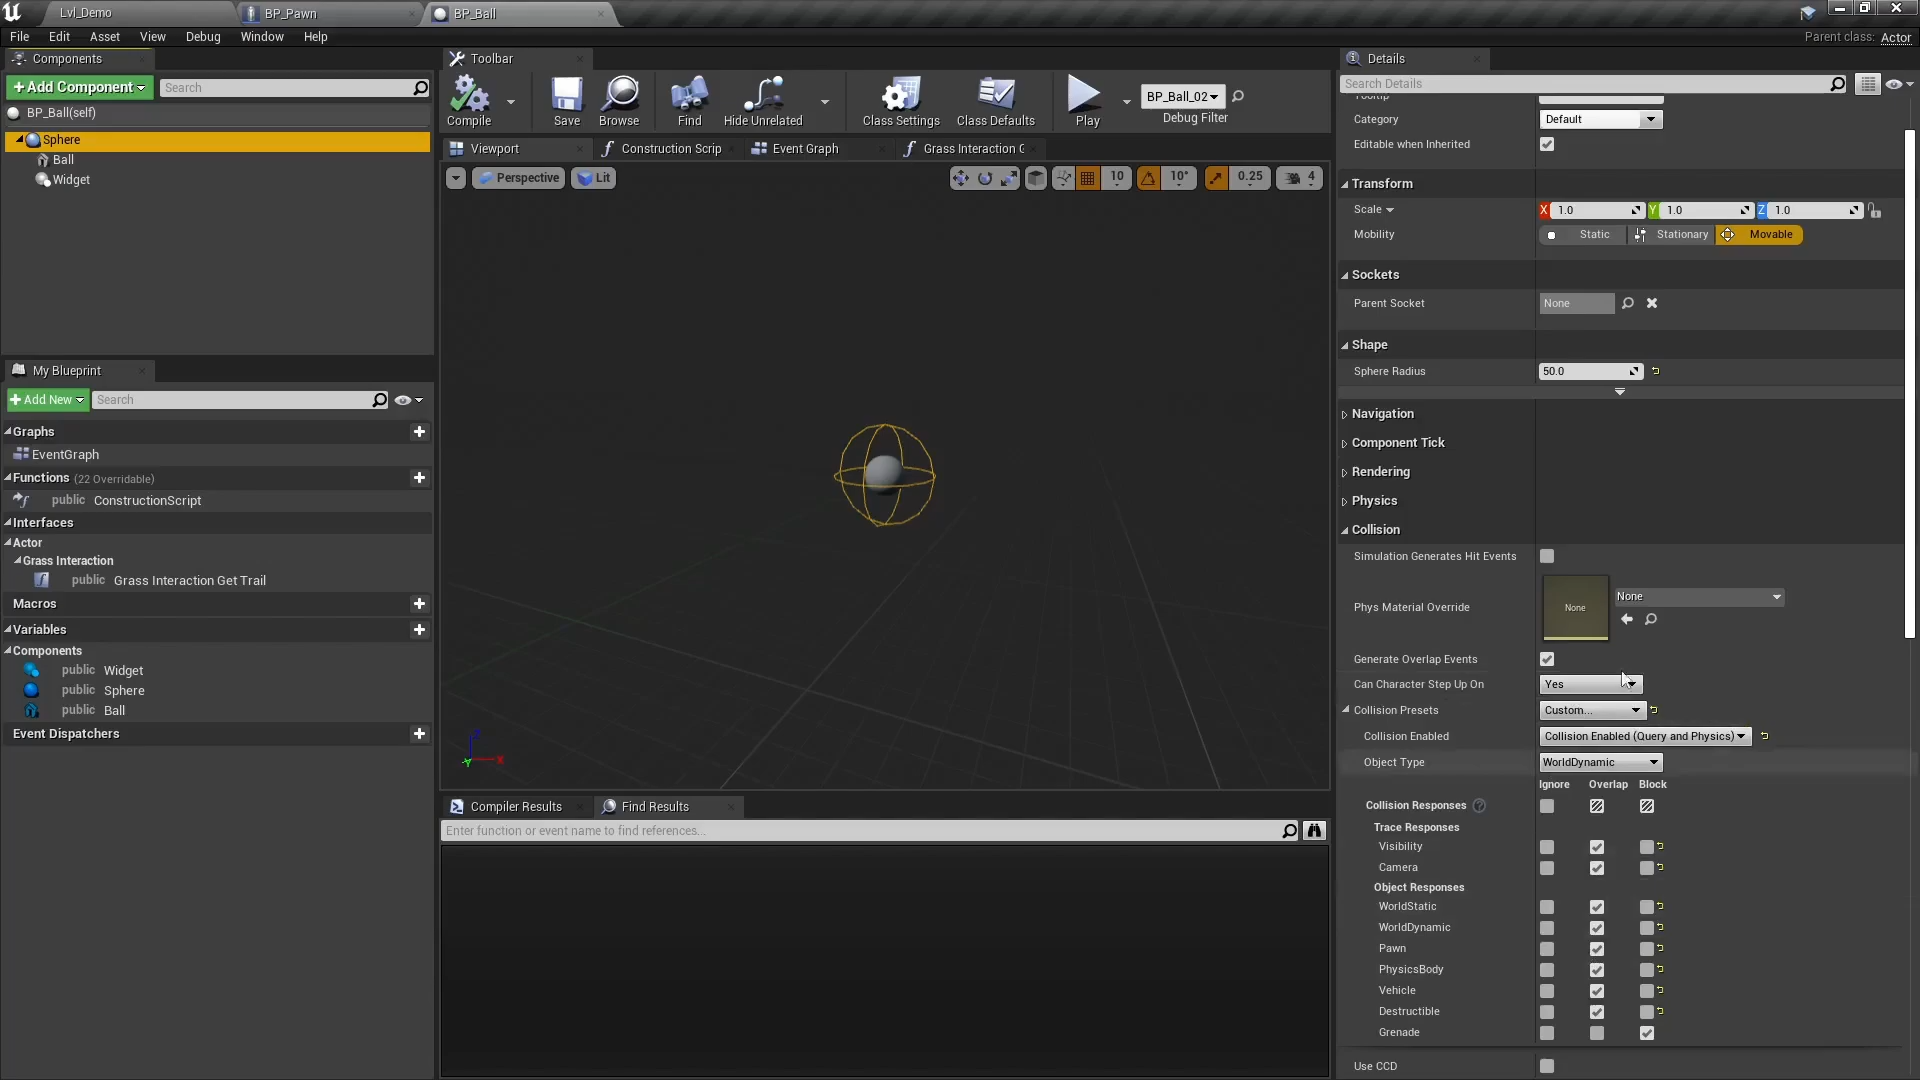 Lvl_Demo
BP_Pawn
BP_Ball
File Edit Asset View Debug Window Help
Parent class: Actor
Components
+Add Component
Search
BP_Ball(self)
Sphere
Ball
Widget
My Blueprint
+Add New
Search
Graphs
EventGraph
Functions (22 Overridable)
public ConstructionScript
Interfaces
Actor
Grass Interaction
public Grass Interaction Get Trail
Macros
Variables
Components
public Widget
public Sphere
public Ball
Event Dispatchers
Toolbar
Compile
Save
Browse
Find
Hide Unrelated
Class Settings
Class Defaults
Play
BP_Ball_02
Debug Filter
Viewport
Construction Scrip
Event Graph
Grass Interaction G
Perspective
Lit
10
10°
0.25
4
Z
X
Y
Compiler Results
Find Results
Enter function or event name to find references...
Details
Search Details
Category Default
Editable when Inherited
Transform
Scale X 1.0 Y 1.0 Z 1.0
Mobility Static Stationary Movable
Sockets
Parent Socket None
Shape
Sphere Radius 50.0
Navigation
Component Tick
Rendering
Physics
Collision
Simulation Generates Hit Events
Phys Material Override None None
Generate Overlap Events
Can Character Step Up On Yes
Collision Presets Custom...
Collision Enabled Collision Enabled (Query and Physics)
Object Type WorldDynamic
Ignore Overlap Block
Collision Responses ?
Trace Responses
Visibility
Camera
Object Responses
WorldStatic
WorldDynamic
Pawn
PhysicsBody
Vehicle
Destructible
Grenade
Use CCD